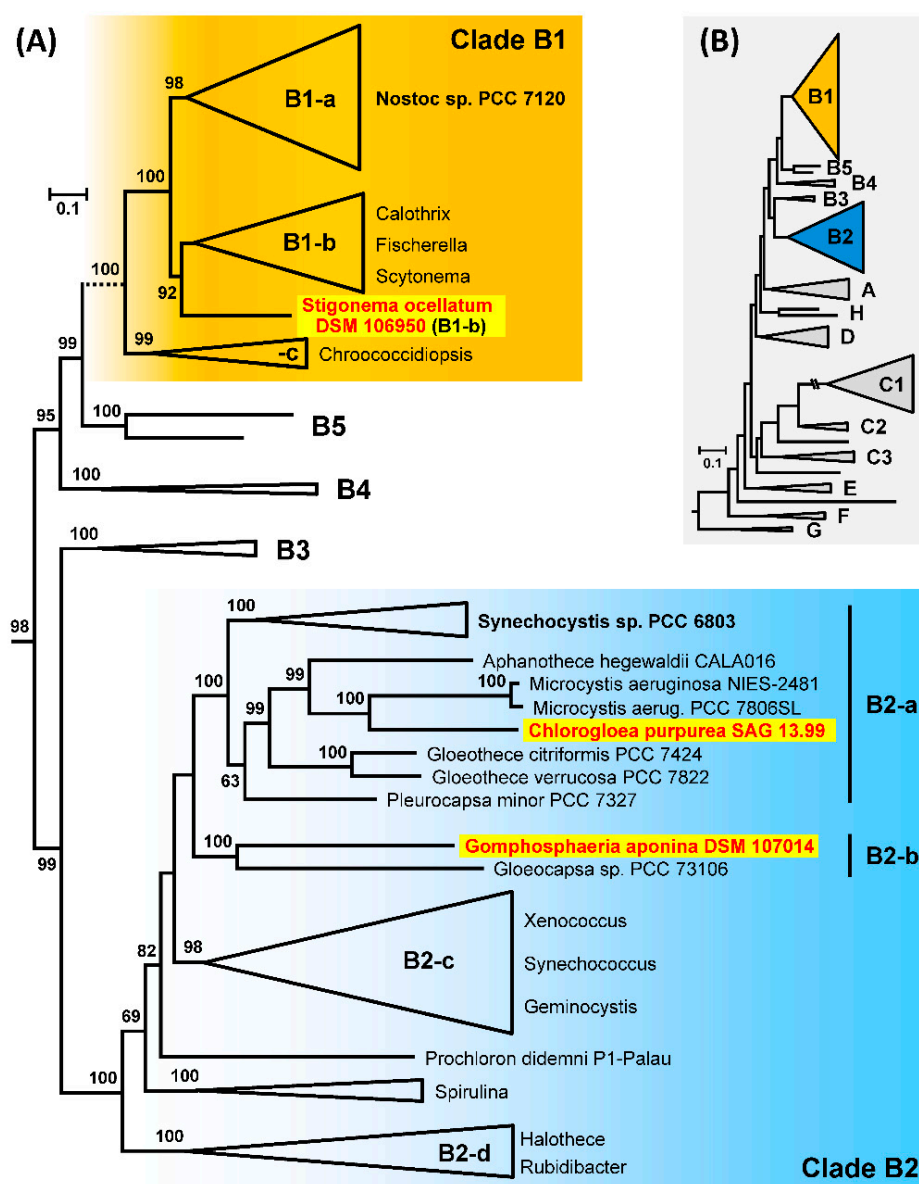 (A)
Clade B1
98
B1-a
Nostoc sp. PCC 7120
100
0.1
B1-b
Calothrix
Fischerella
Scytonema
100
92
Stigonema ocellatum
DSM 106950 (B1-b)
99
-c
Chroococcidiopsis
99
95
100
B5
100
B4
100
B3
98
100
Synechocystis sp. PCC 6803
100
99
Aphanothece hegewaldii CALA016
100
Microcystis aeruginosa NIES-2481
Microcystis aerug. PCC 7806SL
99
100
Chlorogloea purpurea SAG 13.99
B2-a
100
Gloeothece citriformis PCC 7424
63
Gloeothece verrucosa PCC 7822
Pleurocapsa minor PCC 7327
99
100
Gomphosphaeria aponina DSM 107014
B2-b
Gloeocapsa sp. PCC 73106
Xenococcus
82
98
B2-c
Synechococcus
Geminocystis
69
Prochloron didemni P1-Palau
100
100
Spirulina
100
B2-d
Halothece
Rubidibacter
Clade B2
(B)
B1
B5
B4
B3
B2
A
H
D
C1
C2
0.1
C3
E
F
G